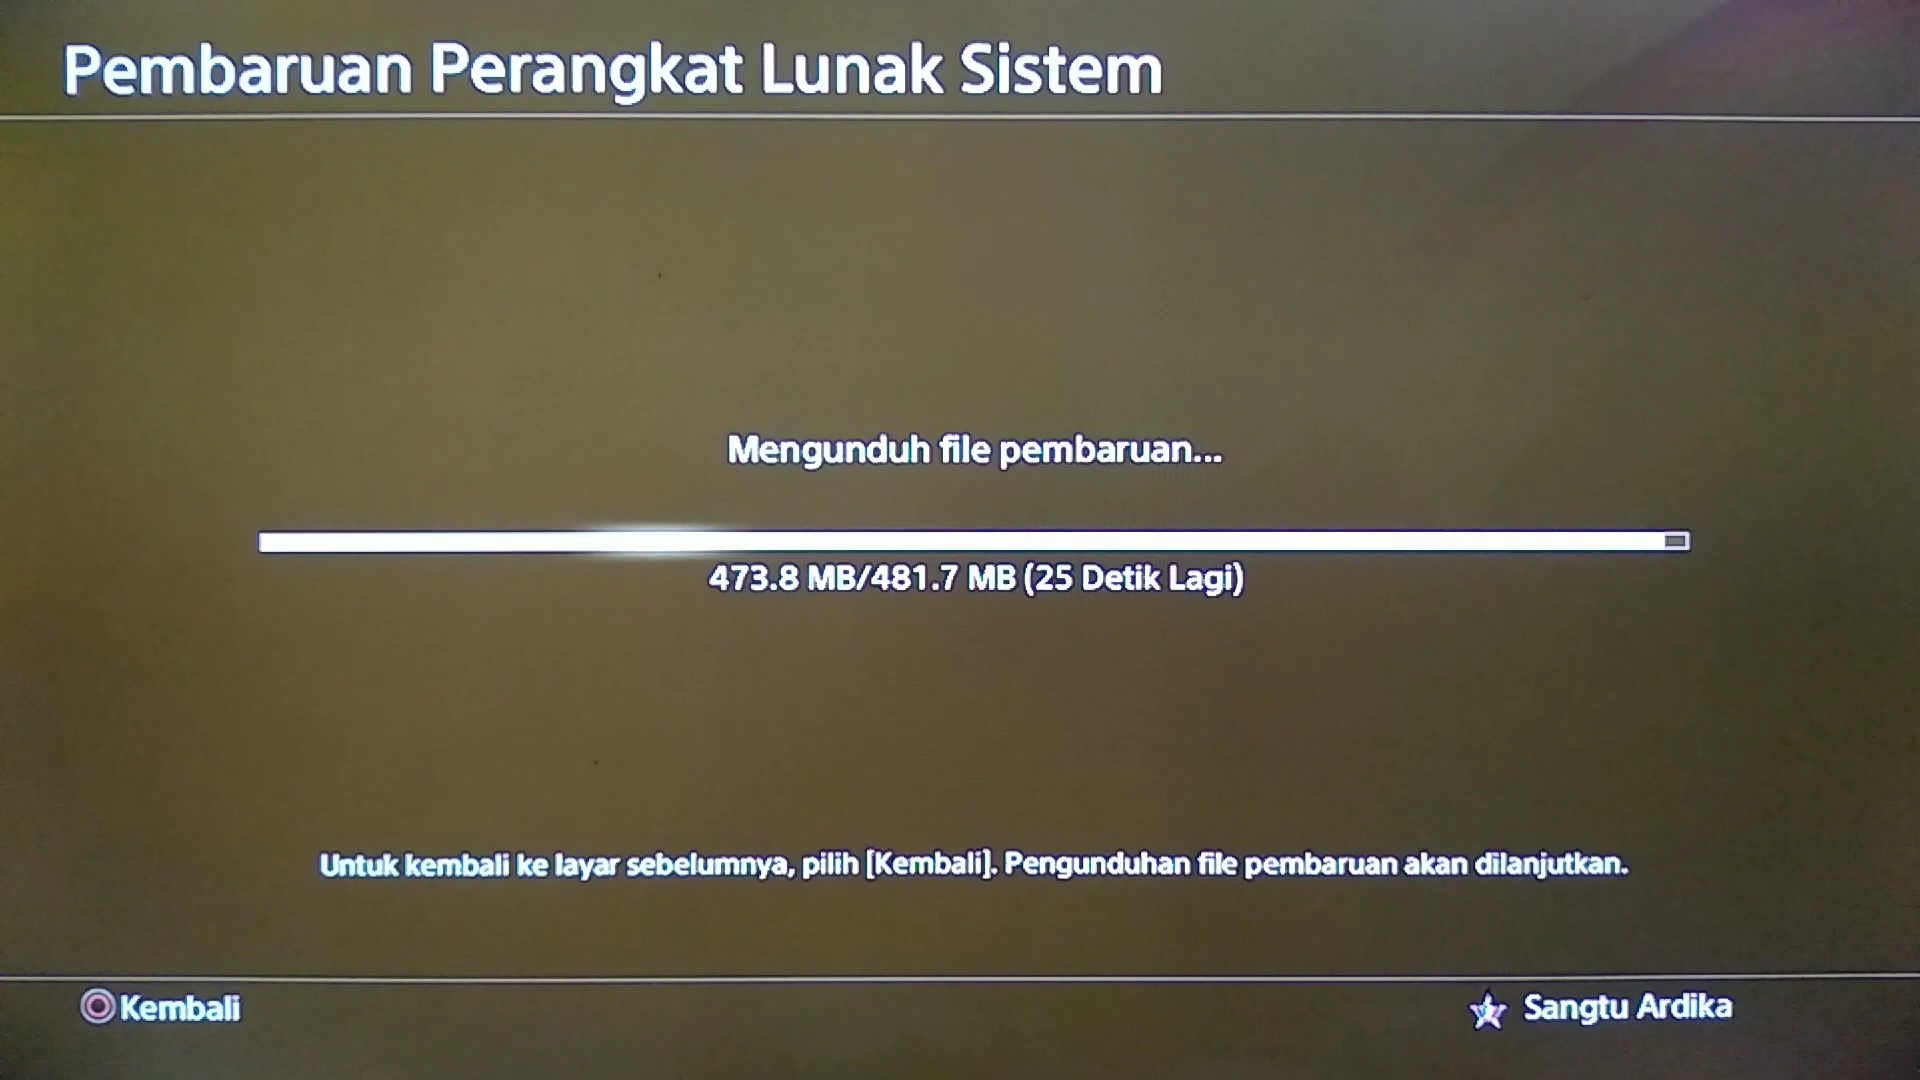 Pembaruan Perangkat Lunak Sistem
Mengunduh file pembaruan...
473.8 MB/481.7 MB (25 Detik Lagi)
Untuk kembali ke layar sebelumnya, pilih [Kembali]. Pengunduhan file pembaruan akan dilanjutkan.
Kembali
Sangtu Ardika